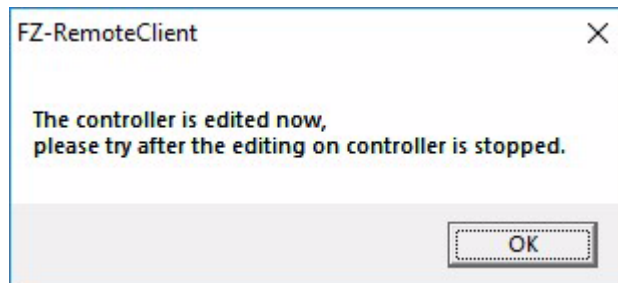 FZ-RemoteClient
The controller is edited now,
please try after the editing on controller is stopped.
OK